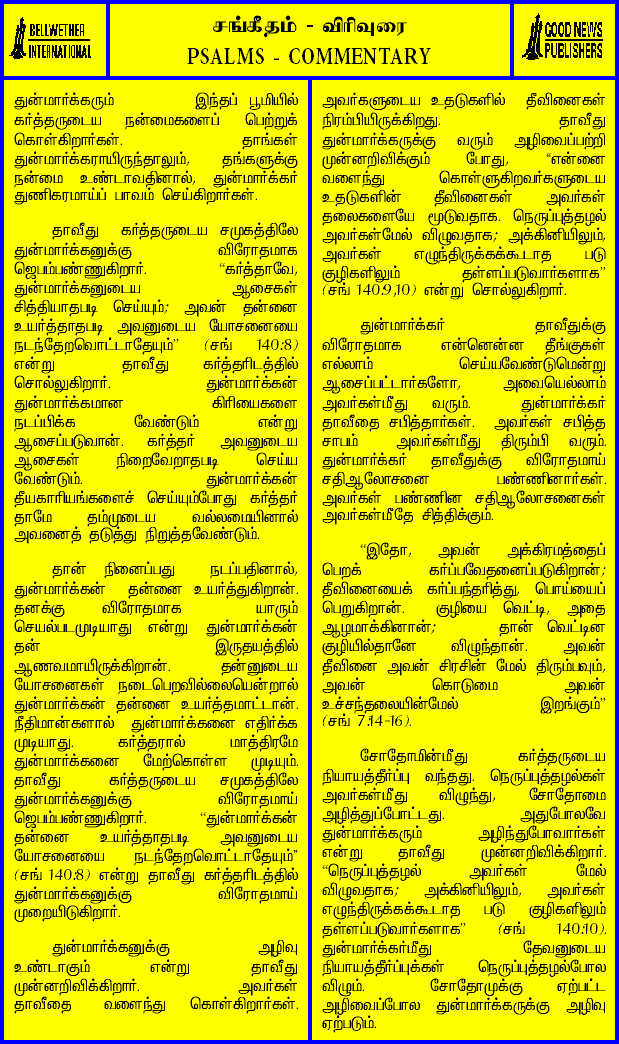 BELLWETHER
INTERNATIONAL
சங்கீதம் - விரிவுரை
PSALMS - COMMENTARY
GOOD NEWS
PUBLISHERS
துன்மார்க்கரும் இந்தப் பூமியில்
கர்த்தருடைய நன்மைகளைப் பெற்றுக்
கொள்கிறார்கள். தாங்கள்
துன்மார்க்கராயிருந்தாலும், தங்களுக்கு
நன்மை உண்டாவதினால், துன்மார்க்கர்
துணிகரமாய்ப் பாவம் செய்கிறார்கள்.
தாவீது கர்த்தருடைய சமுகத்திலே
துன்மார்க்கனுக்கு விரோதமாக
ஜெபம்பண்ணுகிறார். “கர்த்தாவே,
துன்மார்க்கனுடைய ஆசைகள்
சித்தியாதபடி செய்யும்; அவன் தன்னை
உயர்த்தாதபடி அவனுடைய யோசனையை
நடந்தேறவொட்டாதேயும்” (சங் 140:8)
என்று தாவீது கர்த்தரிடத்தில்
சொல்லுகிறார். துன்மார்க்கன்
துன்மார்க்கமான கிரியைகளை
நடப்பிக்க வேண்டும் என்று
ஆசைப்படுவான். கர்த்தர் அவனுடைய
ஆசைகள் நிறைவேறாதபடி செய்ய
வேண்டும். துன்மார்க்கன்
தீயகாரியங்களைச் செய்யும்போது கர்த்தர்
தாமே தம்முடைய வல்லமையினால்
அவனைத் தடுத்து நிறுத்தவேண்டும்.
தான் நினைப்பது நடப்பதினால்,
துன்மார்க்கன் தன்னை உயர்த்துகிறான்.
தனக்கு விரோதமாக யாரும்
செயல்படமுடியாது என்று துன்மார்க்கன்
தன் இருதயத்தில்
ஆணவமாயிருக்கிறான். தன்னுடைய
யோசனைகள் நடைபெறவில்லையென்றால்
துன்மார்க்கன் தன்னை உயர்த்தமாட்டான்.
நீதிமான்களால் துன்மார்க்கனை எதிர்க்க
முடியாது. கர்த்தரால் மாத்திரமே
துன்மார்க்கனை மேற்கொள்ள முடியும்.
தாவீது கர்த்தருடைய சமுகத்திலே
துன்மார்க்கனுக்கு விரோதமாய்
ஜெபம்பண்ணுகிறார். “துன்மார்க்கன்
தன்னை உயர்த்தாதபடி அவனுடைய
யோசனையை நடந்தேறவொட்டாதேயும்”
(சங் 140:8) என்று தாவீது கர்த்தரிடத்தில்
துன்மார்க்கனுக்கு விரோதமாய்
முறையிடுகிறார்.
துன்மார்க்கனுக்கு அழிவு
உண்டாகும் என்று தாவீது
முன்னறிவிக்கிறார். அவர்கள்
தாவீதை வளைந்து கொள்கிறார்கள்.
அவர்களுடைய உதடுகளில் தீவினைகள்
நிரம்பியிருக்கிறது. தாவீது
துன்மார்க்கருக்கு வரும் அழிவைப்பற்றி
முன்னறிவிக்கும் போது, “என்னை
வளைந்து கொள்ளுகிறவர்களுடைய
உதடுகளின் தீவினைகள் அவர்கள்
தலைகளையே மூடுவதாக. நெருப்புத்தழல்
அவர்கள்மேல் விழுவதாக; அக்கினியிலும்,
அவர்கள் எழுந்திருக்கக்கூடாத படு
குழிகளிலும் தள்ளப்படுவார்களாக”
(சங் 140:9,10) என்று சொல்லுகிறார்.
துன்மார்க்கர் தாவீதுக்கு
விரோதமாக என்னென்ன தீங்குகள்
எல்லாம் செய்யவேண்டுமென்று
ஆசைப்பட்டார்களோ, அவையெல்லாம்
அவர்கள்மீது வரும். துன்மார்க்கர்
தாவீதை சபித்தார்கள். அவர்கள் சபித்த
சாபம் அவர்கள்மீது திரும்பி வரும்.
துன்மார்க்கர் தாவீதுக்கு விரோதமாய்
சதிஆலோசனை பண்ணினார்கள்.
அவர்கள் பண்ணின சதிஆலோசனைகள்
அவர்கள்மீதே சித்திக்கும்.
“இதோ, அவன் அக்கிரமத்தைப்
பெறக் கர்ப்பவேதனைப்படுகிறான்;
தீவினையைக் கர்ப்பந்தரித்து, பொய்யைப்
பெறுகிறான். குழியை வெட்டி, அதை
ஆழமாக்கினான்; தான் வெட்டின
குழியில்தானே விழுந்தான். அவன்
தீவினை அவன் சிரசின் மேல் திரும்பவும்,
அவன் கொடுமை அவன்
உச்சந்தலையின்மேல் இறங்கும்”
(சங் 7:14-16).
சோதோமின்மீது கர்த்தருடைய
நியாயத்தீர்ப்பு வந்தது. நெருப்புத்தழல்கள்
அவர்கள்மீது விழுந்து, சோதோமை
அழித்துப்போட்டது. அதுபோலவே
துன்மார்க்கரும் அழிந்துபோவார்கள்
என்று தாவீது முன்னறிவிக்கிறார்.
“நெருப்புத்தழல் அவர்கள் மேல்
விழுவதாக; அக்கினியிலும், அவர்கள்
எழுந்திருக்கக்கூடாத படு குழிகளிலும்
தள்ளப்படுவார்களாக” (சங் 140:10).
துன்மார்க்கர்மீது தேவனுடைய
நியாயத்தீர்ப்புக்கள் நெருப்புத்தழல்போல
விழும். சோதோமுக்கு ஏற்பட்ட
அழிவைப்போல துன்மார்க்கருக்கு அழிவு
ஏற்படும்.